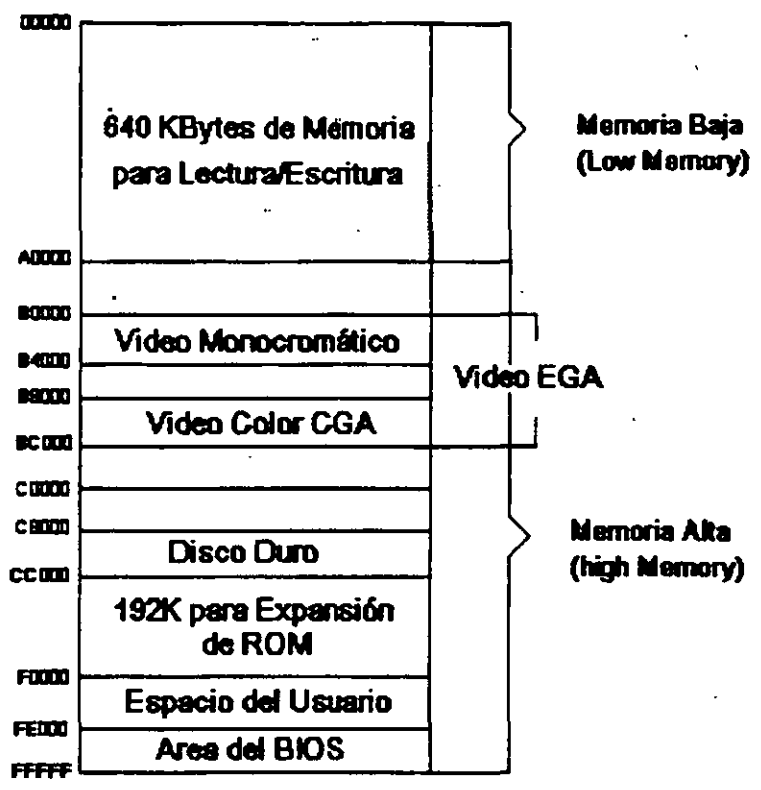 00000
640 KBytes de Memoria
para Lectura/Escritura
Memoria Baja
(Low Memory)
A0000
B0000
Video Monocromático
B4000
Video EGA
B8000
Video Color CGA
BC000
C0000
C8000
Disco Duro
Memoria Alta
(high Memory)
CC000
192K para Expansión
de ROM
F0000
Espacio del Usuario
FE000
Area del BIOS
FFFFF